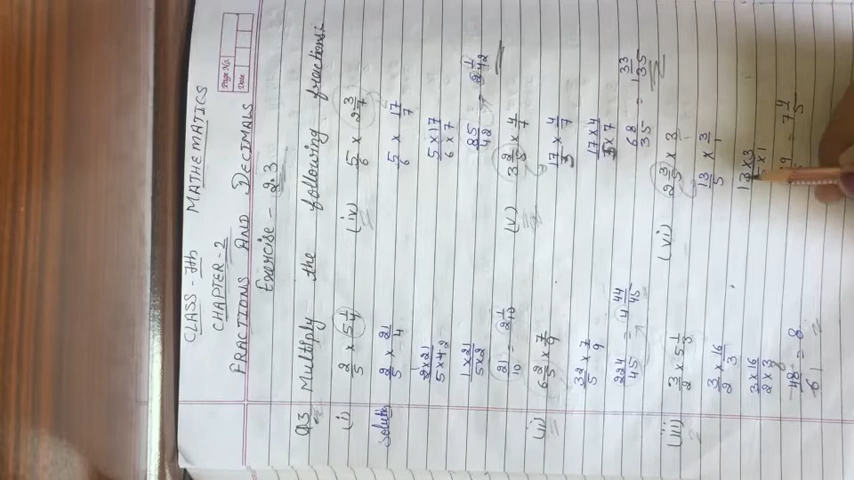 Page No.
Date
CLASS - 7th MATHEMATICS
CHAPTER - 2
FRACTIONS AND DECIMALS
Exercise - 2.3
Q3 Multiply the following fractions:
(i) 2/5 × 5 1/4
Solution 2/5 × 21/4
2×21/5×4 2
1×21/5×2
21/10 = 2 1/10
(ii) 6 2/5 × 7/9
32/5 × 7/9
224/45 = 4 44/45
(iii) 3/2 × 5 1/3
3/2 × 16/3
3×16/2×3
48/6 = 8
(iv) 5/6 × 2 3/7
5/6 × 17/7
5×17/6×7
85/42 → 2 1/42
(v) 3 2/5 × 4/7
17/5 × 4/7
17×4/5×7
68/35 = 1 33/35
(vi) 2 3/5 × 3
13/5 × 3/1
13×3/5×1
9 = 7 4/5